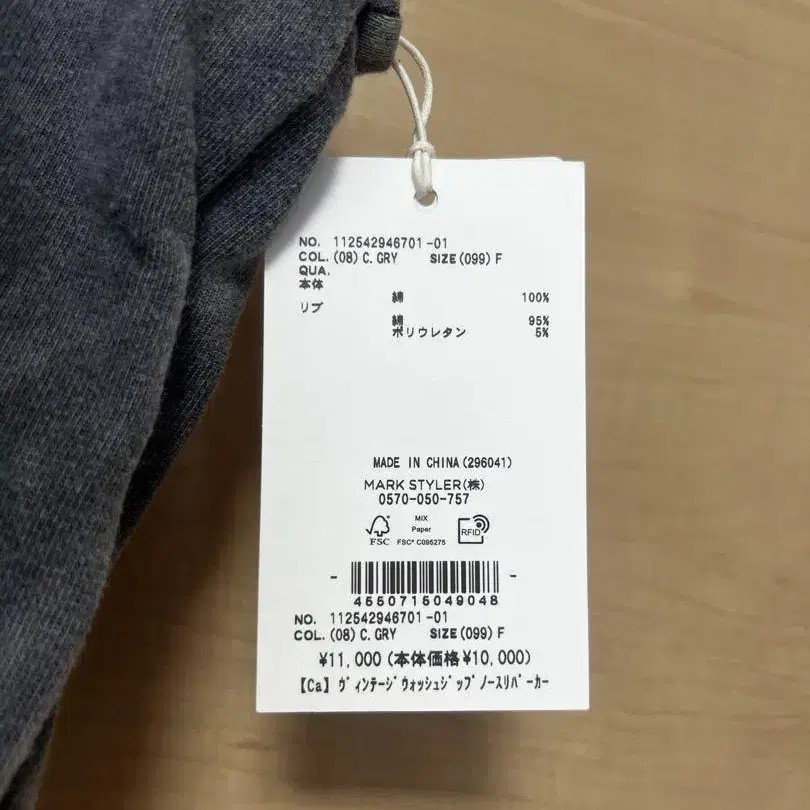 NO. 112542946701-01
COL.(08)C.GRY SIZE(099)F
QUA.
本体
綿 100%
リブ
綿 95%
ポリウレタン 5%
MADE IN CHINA(296041)
MARK STYLER(株)
0570-050-757
FSC
MIX
Paper
FSC® C095275
RFID
4550715049048
NO. 112542946701-01
COL.(08)C.GRY SIZE(099)F
¥11,000(本体価格¥10,000)
【Ca】ヴィンテージウォッシュジップノースリパーカー